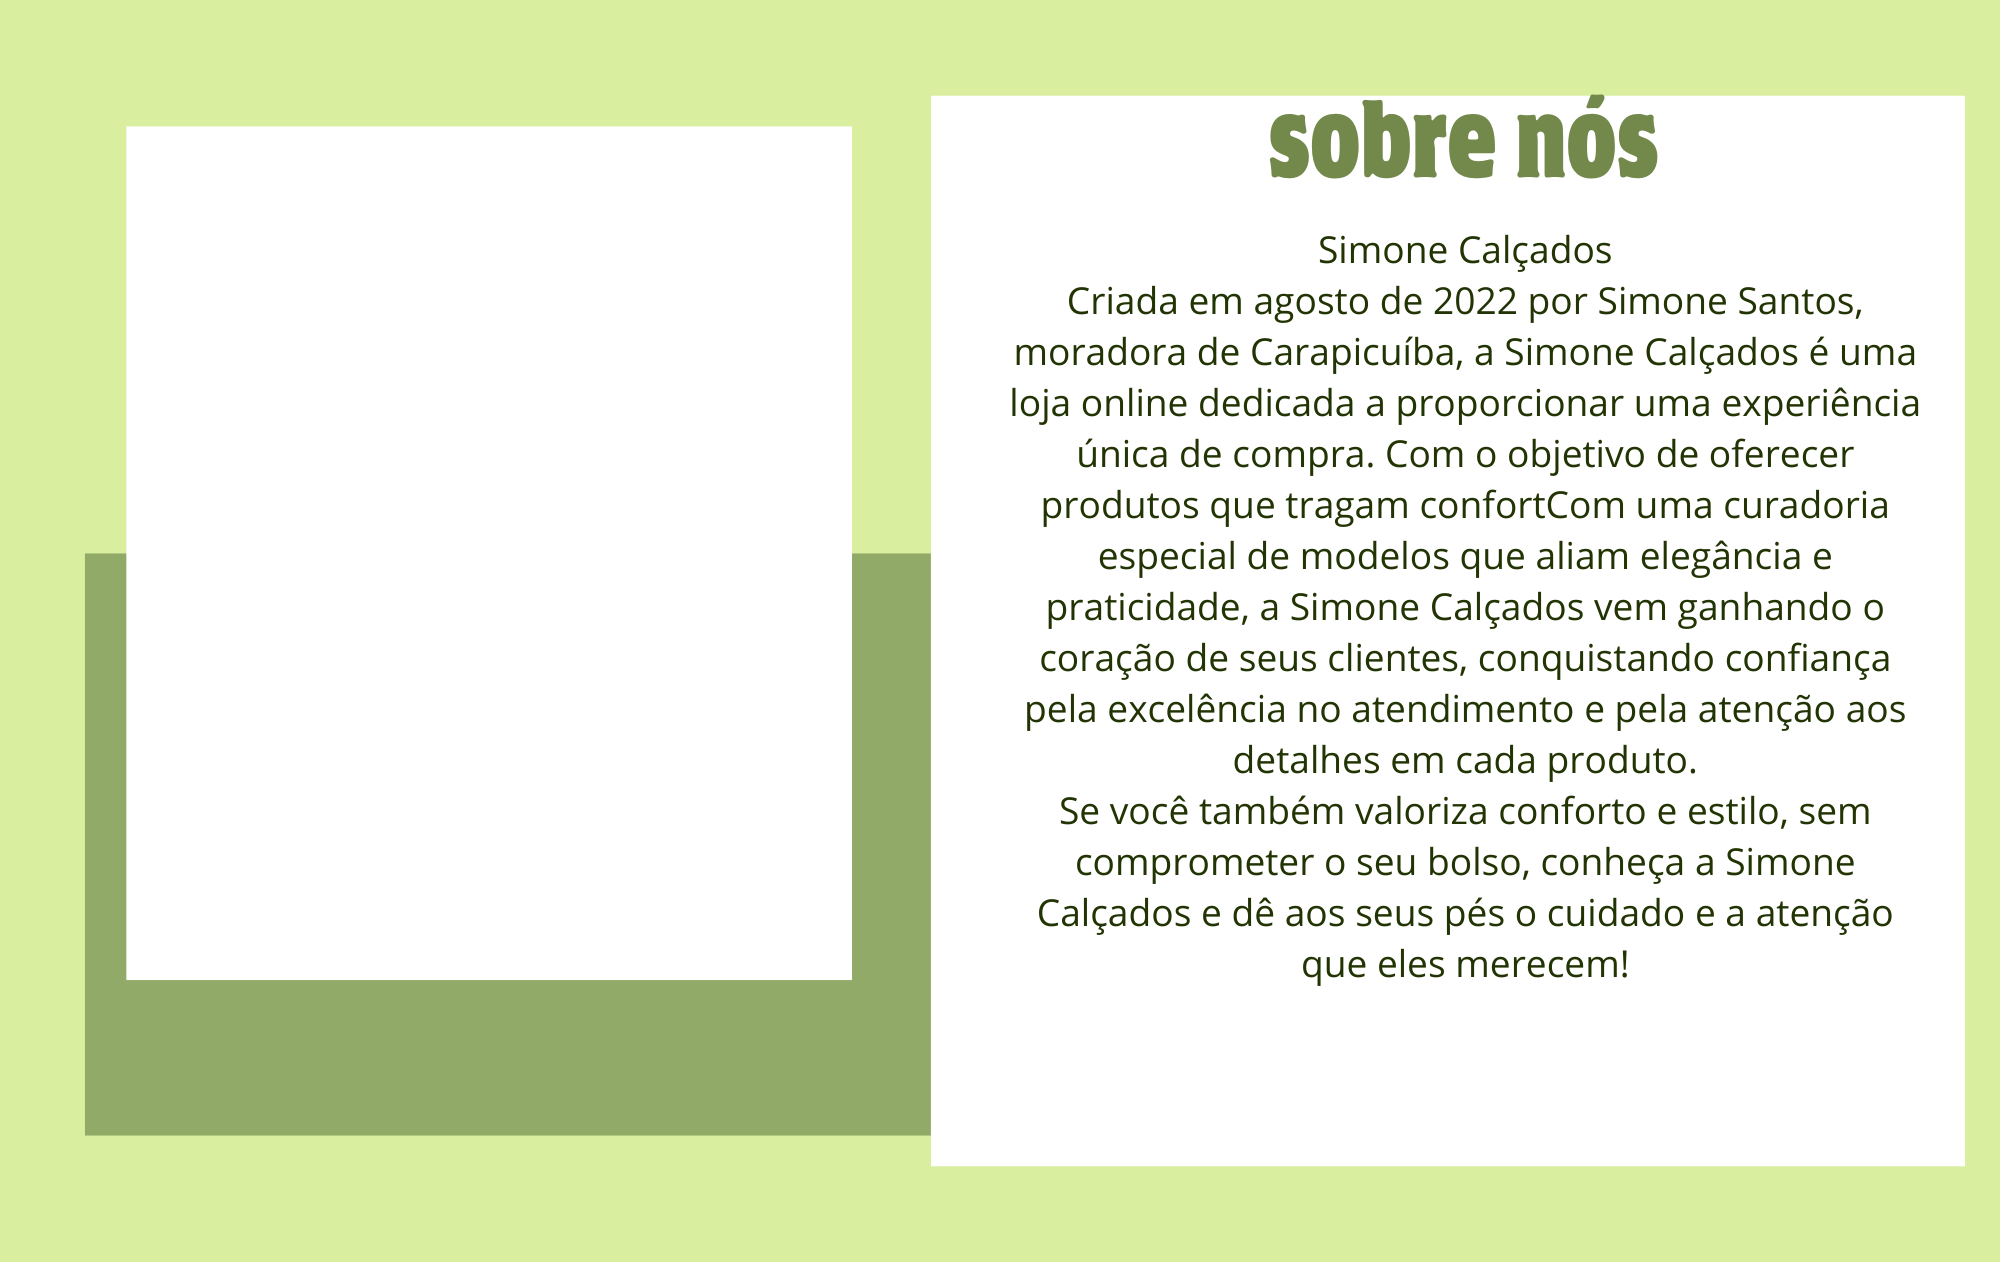 sobre nós
Simone Calçados
Criada em agosto de 2022 por Simone Santos,
moradora de Carapicuíba, a Simone Calçados é uma
loja online dedicada a proporcionar uma experiência
única de compra. Com o objetivo de oferecer
produtos que tragam confortCom uma curadoria
especial de modelos que aliam elegância e
praticidade, a Simone Calçados vem ganhando o
coração de seus clientes, conquistando confiança
pela excelência no atendimento e pela atenção aos
detalhes em cada produto.
Se você também valoriza conforto e estilo, sem
comprometer o seu bolso, conheça a Simone
Calçados e dê aos seus pés o cuidado e a atenção
que eles merecem!